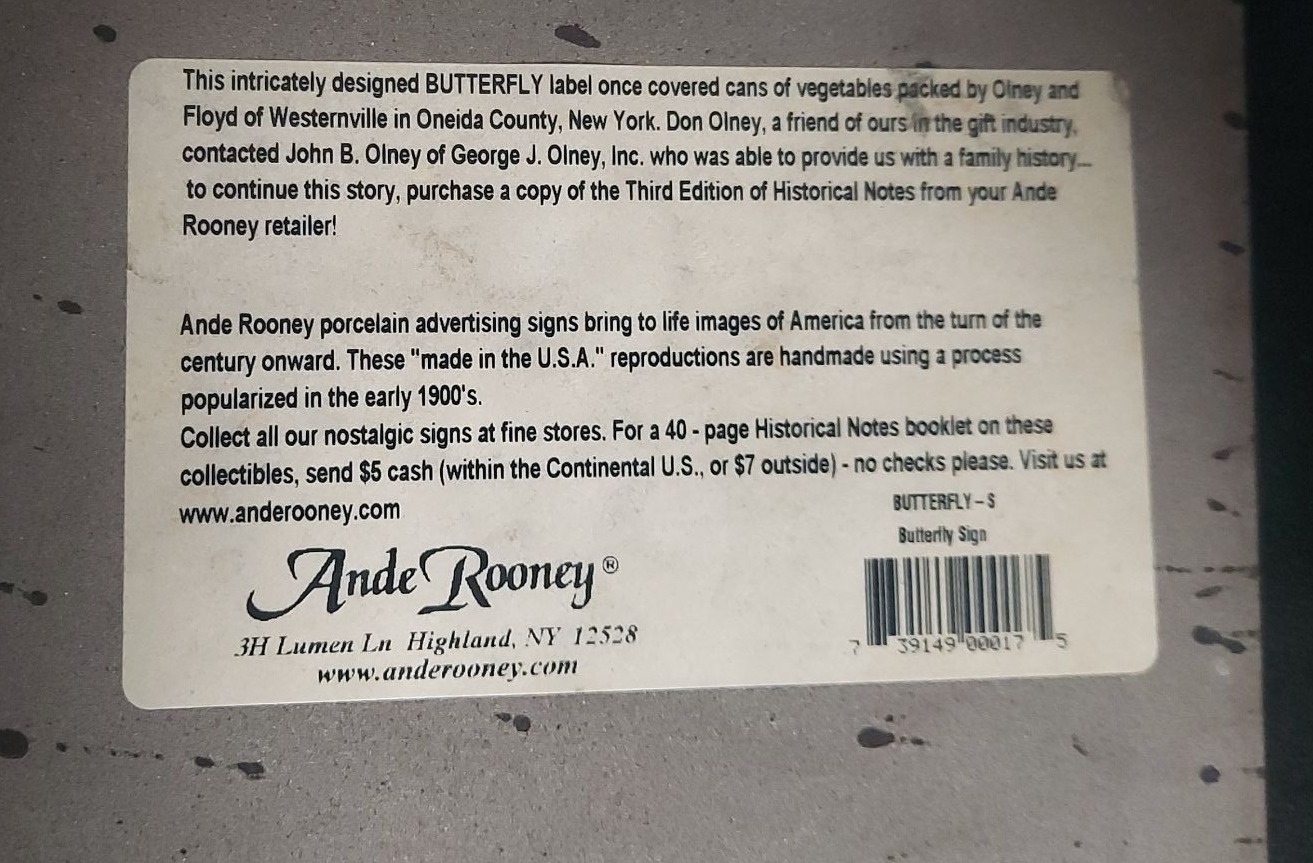 This intricately designed BUTTERFLY label once covered cans of vegetables packed by Olney and
Floyd of Westernville in Oneida County, New York. Don Olney, a friend of ours in the gift industry,
contacted John B. Olney of George J. Olney, Inc. who was able to provide us with a family history...
to continue this story, purchase a copy of the Third Edition of Historical Notes from your Ande
Rooney retailer!
Ande Rooney porcelain advertising signs bring to life images of America from the turn of the
century onward. These "made in the U.S.A." reproductions are handmade using a process
popularized in the early 1900's.
Collect all our nostalgic signs at fine stores. For a 40 - page Historical Notes booklet on these
collectibles, send $5 cash (within the Continental U.S., or $7 outside) - no checks please. Visit us at
www.anderooney.com
BUTTERFLY - S
Butterfly Sign
Ande Rooney®
3H Lumen Ln Highland, NY 12528
www.anderooney.com
7 39149 00017 5